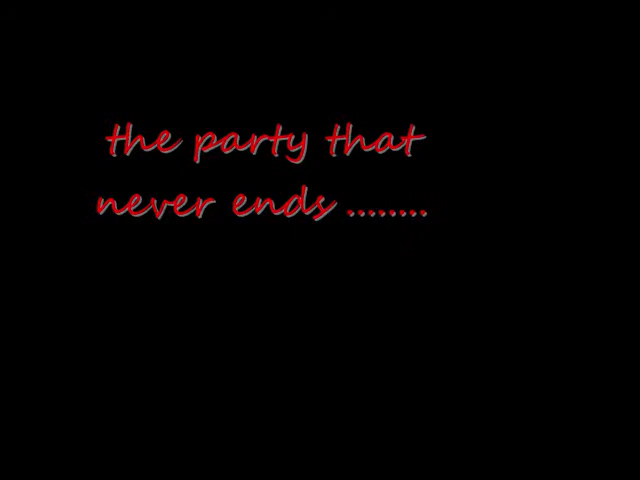 the party that
never ends ........